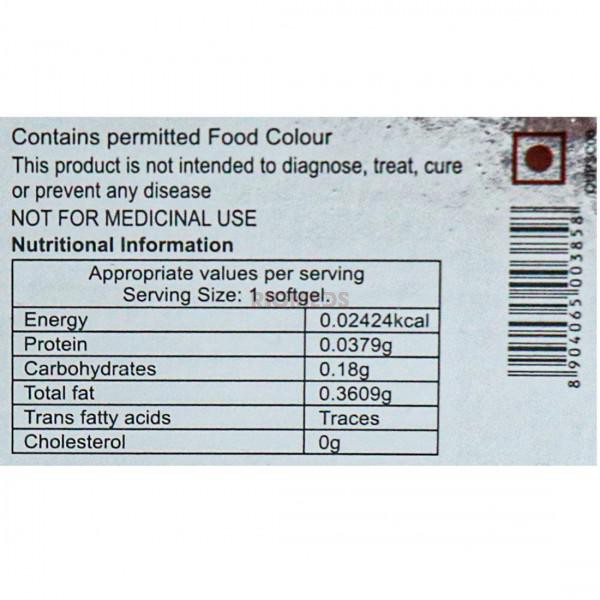 Contains permitted Food Colour
This product is not intended to diagnose, treat, cure
or prevent any disease
NOT FOR MEDICINAL USE
Nutritional Information
Appropriate values per serving
Serving Size: 1 softgel.
Energy 0.02424kcal
Protein 0.0379g
Carbohydrates 0.18g
Total fat 0.3609g
Trans fatty acids Traces
Cholesterol 0g
8904065003858